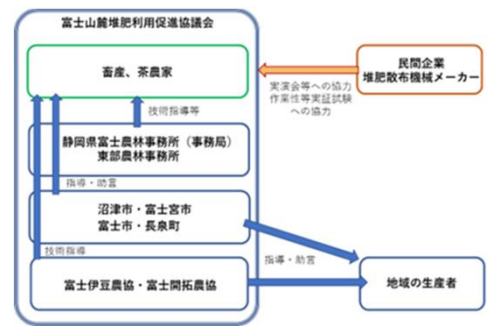 富士山麓堆肥利用促進協議会
畜産、茶農家
民間企業
堆肥散布機械メーカー
実演会等への協力
作業性等実証試験
への協力
技術指導等
静岡県富士農林事務所（事務局）
東部農林事務所
指導・助言
沼津市・富士宮市
富士市・長泉町
技術指導
指導・助言
富士伊豆農協・富士開拓農協
地域の生産者